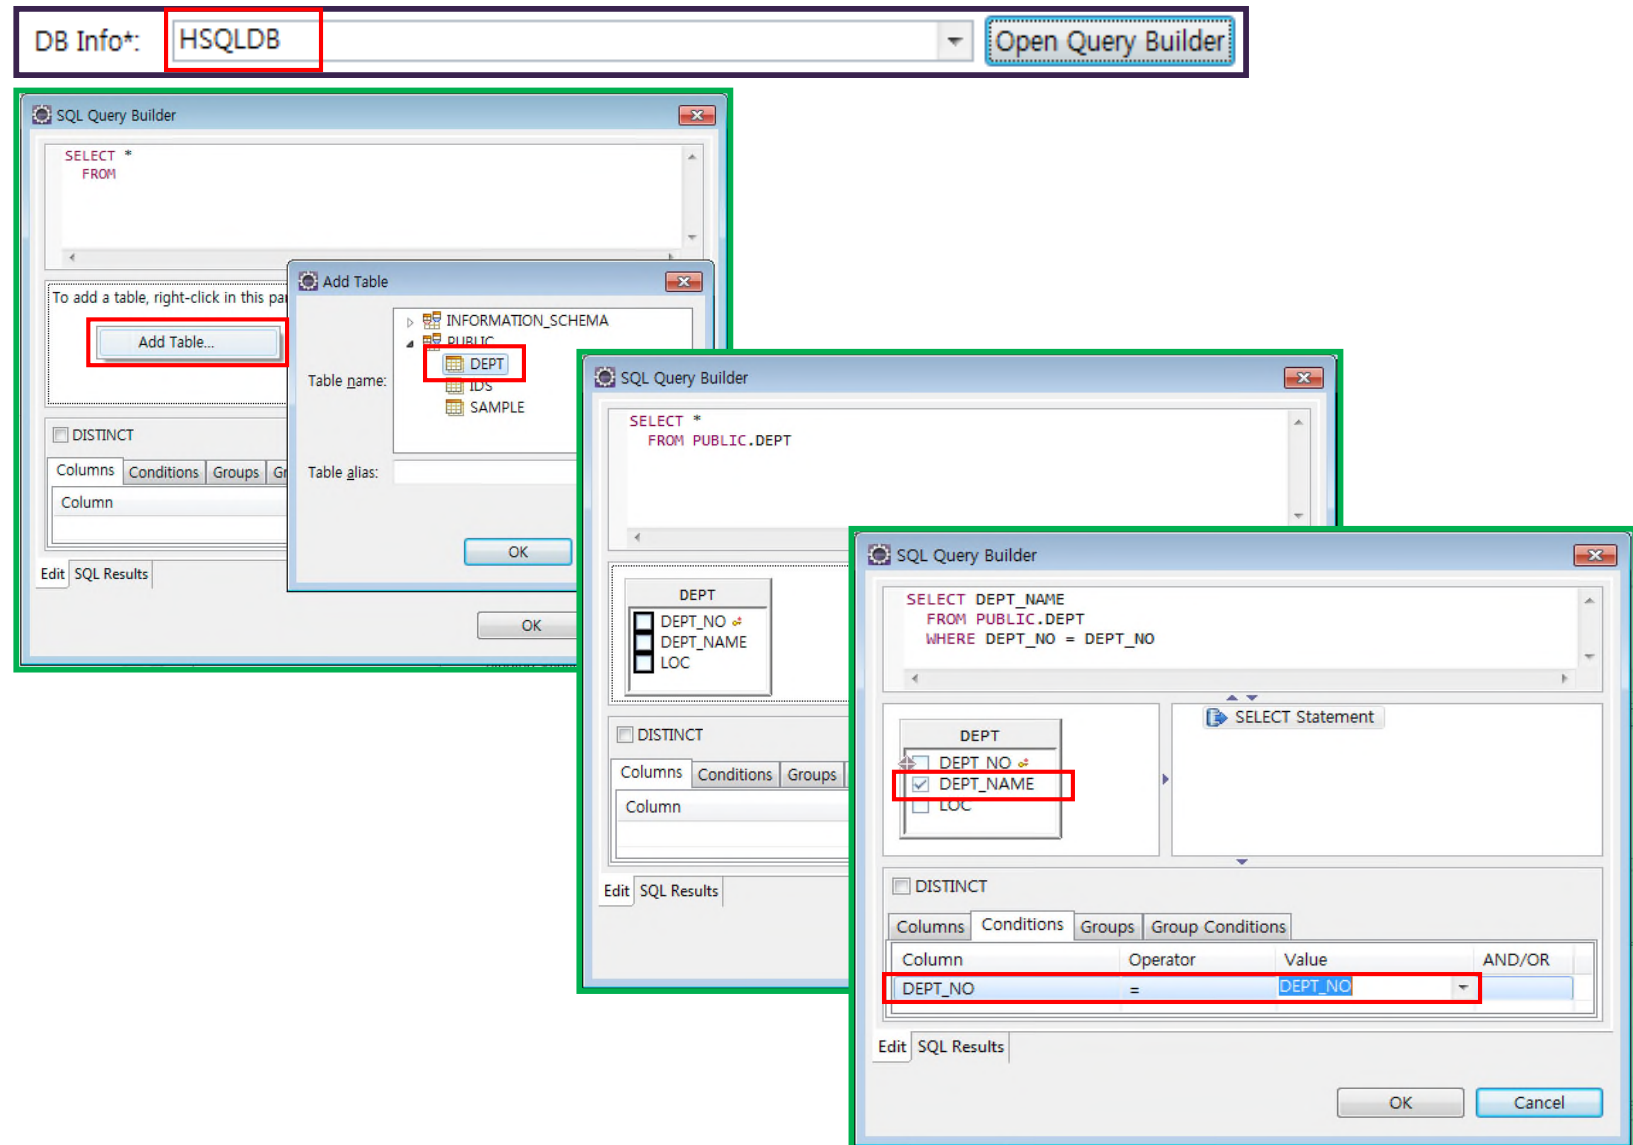 DB Info*:
HSQLDB
Open Query Builder
SQL Query Builder
SELECT *
FROM
To add a table, right-click in this pa
Add Table...
DISTINCT
Columns Conditions Groups Gr
Column
Edit SQL Results
OK
Add Table
INFORMATION_SCHEMA
PUBLIC
DEPT
IDS
SAMPLE
Table name:
Table alias:
OK
SQL Query Builder
SELECT *
FROM PUBLIC.DEPT
DEPT
DEPT_NO
DEPT_NAME
LOC
DISTINCT
Columns Conditions Groups
Column
Edit SQL Results
SQL Query Builder
SELECT DEPT_NAME
FROM PUBLIC.DEPT
WHERE DEPT_NO = DEPT_NO
DEPT
DEPT_NO
DEPT_NAME
LOC
SELECT Statement
DISTINCT
Columns Conditions Groups Group Conditions
Column Operator Value AND/OR
DEPT_NO = DEPT_NO
Edit SQL Results
OK Cancel